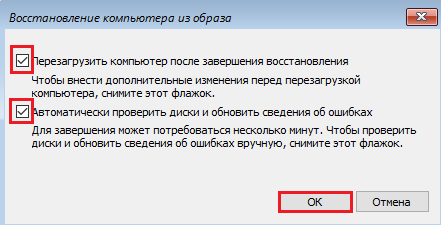 Восстановление компьютера из образа
Перезагрузить компьютер после завершения восстановления
Чтобы внести дополнительные изменения перед перезагрузкой
компьютера, снимите этот флажок.
Автоматически проверить диски и обновить сведения об ошибках
Для завершения может потребоваться несколько минут. Чтобы проверить
диски и обновить сведения об ошибках вручную, снимите этот флажок.
ОК Отмена